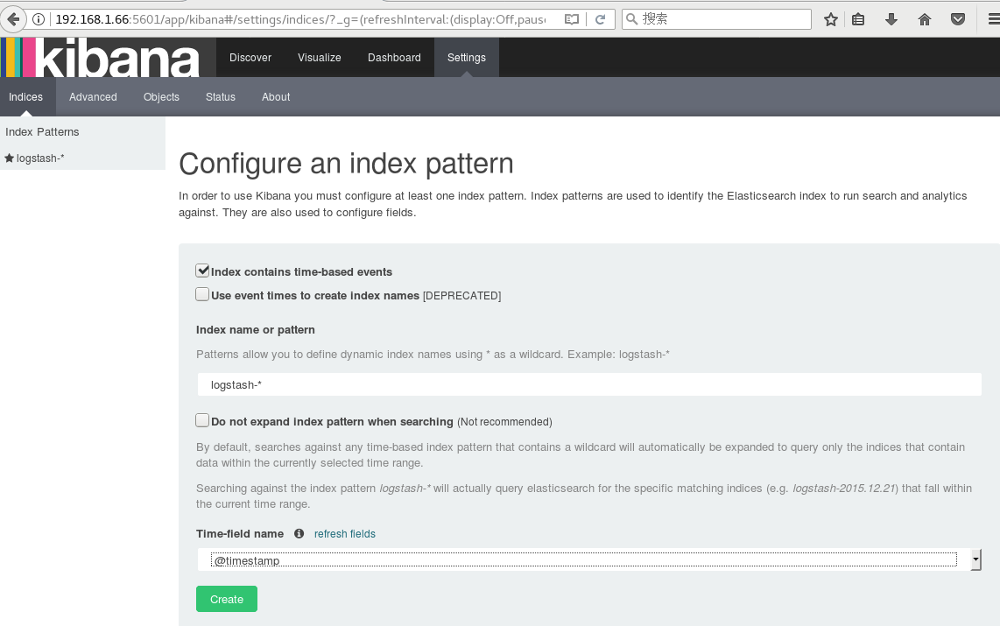 192.168.1.66:5601/app/kibana#/settings/indices/?_g=(refreshInterval:(display:Off,paus
搜索
kibana
Discover Visualize Dashboard Settings
Indices Advanced Objects Status About
Index Patterns
logstash-*
Configure an index pattern
In order to use Kibana you must configure at least one index pattern. Index patterns are used to identify the Elasticsearch index to run search and analytics
against. They are also used to configure fields.
Index contains time-based events
Use event times to create index names [DEPRECATED]
Index name or pattern
Patterns allow you to define dynamic index names using * as a wildcard. Example: logstash-*
logstash-*
Do not expand index pattern when searching (Not recommended)
By default, searches against any time-based index pattern that contains a wildcard will automatically be expanded to query only the indices that contain
data within the currently selected time range.
Searching against the index pattern logstash-* will actually query elasticsearch for the specific matching indices (e.g. logstash-2015.12.21) that fall within
the current time range.
Time-field name refresh fields
@timestamp
Create